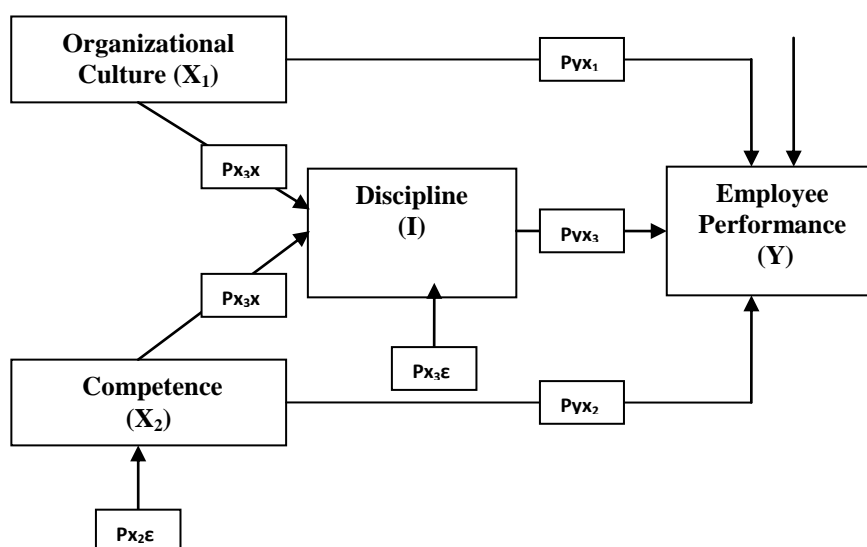 Organizational
Culture (X₁)
Pyx₁
Px₃x
Discipline
(I)
Employee
Performance
(Y)
Pyx₃
Px₃x
Px₃ε
Competence
(X₂)
Pyx₂
Px₂ε